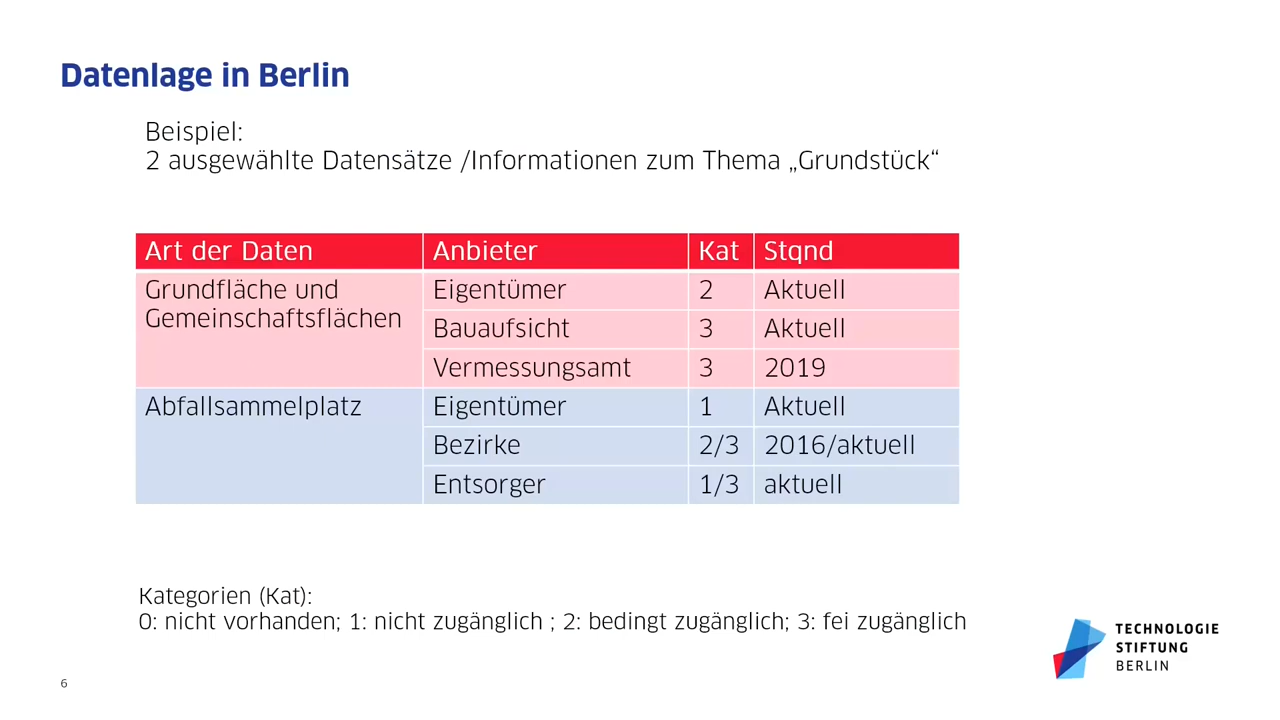 Datenlage in Berlin
Beispiel:
2 ausgewählte Datensätze /Informationen zum Thema „Grundstück“
Art der Daten Anbieter Kat Stqnd
Grundfläche und Eigentümer 2 Aktuell
Gemeinschaftsflächen
Bauaufsicht 3 Aktuell
Vermessungsamt 3 2019
Abfallsammelplatz Eigentümer 1 Aktuell
Bezirke 2/3 2016/aktuell
Entsorger 1/3 aktuell
Kategorien (Kat):
0: nicht vorhanden; 1: nicht zugänglich ; 2: bedingt zugänglich; 3: fei zugänglich
TECHNOLOGIE
STIFTUNG
BERLIN
6